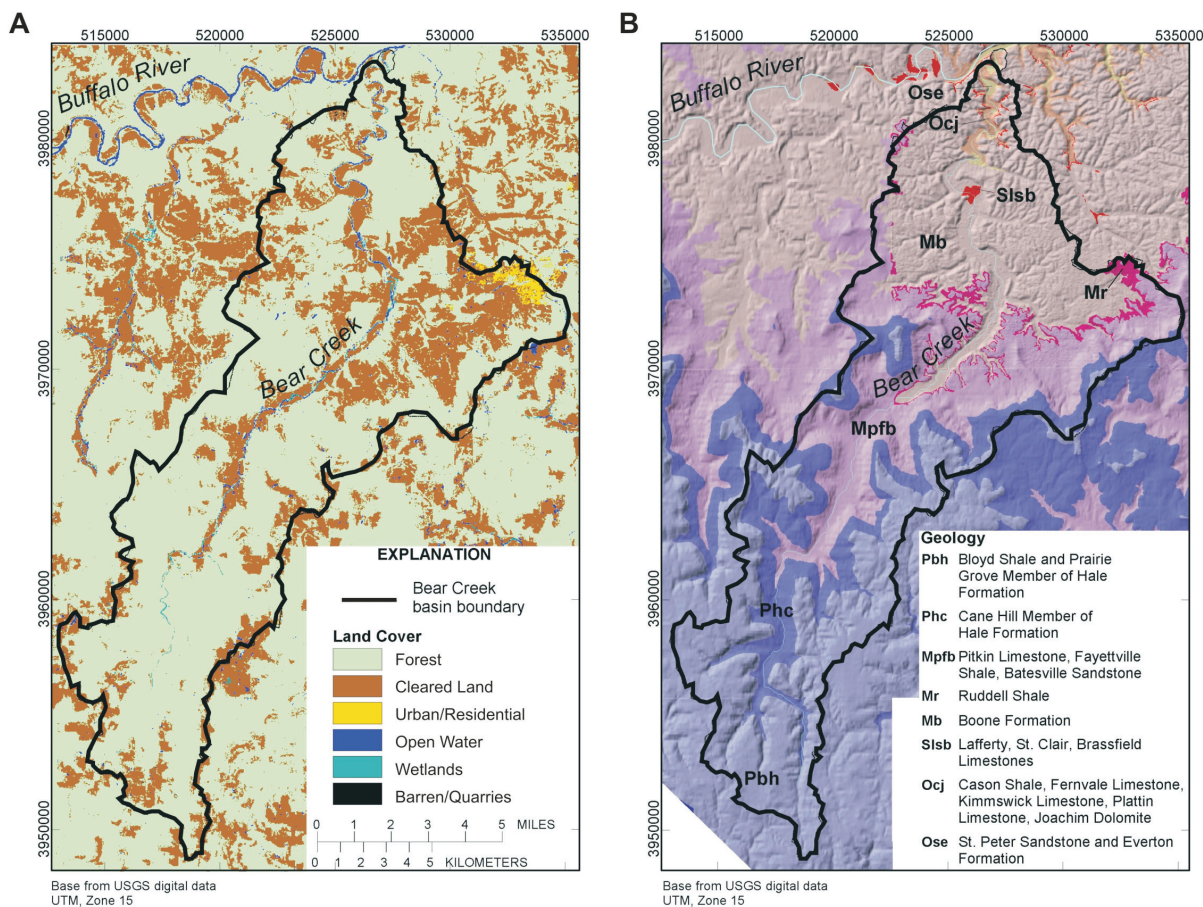 A
515000 520000 525000 530000 535000
3980000
3970000
3960000
3950000
Buffalo River
Bear Creek
EXPLANATION
Bear Creek
basin boundary
Land Cover
Forest
Cleared Land
Urban/Residential
Open Water
Wetlands
Barren/Quarries
0 1 2 3 4 5 MILES
0 1 2 3 4 5 KILOMETERS
Base from USGS digital data
UTM, Zone 15
B
515000 520000 525000 530000 535000
3980000
3970000
3960000
3950000
Buffalo River
Ose
Ocj
Slsb
Mb
Mr
Bear Creek
Mpfb
Phc
Pbh
Geology
Pbh Bloyd Shale and Prairie
Grove Member of Hale
Formation
Phc Cane Hill Member of
Hale Formation
Mpfb Pitkin Limestone, Fayettville
Shale, Batesville Sandstone
Mr Ruddell Shale
Mb Boone Formation
Slsb Lafferty, St. Clair, Brassfield
Limestones
Ocj Cason Shale, Fernvale Limestone,
Kimmswick Limestone, Plattin
Limestone, Joachim Dolomite
Ose St. Peter Sandstone and Everton
Formation
Base from USGS digital data
UTM, Zone 15